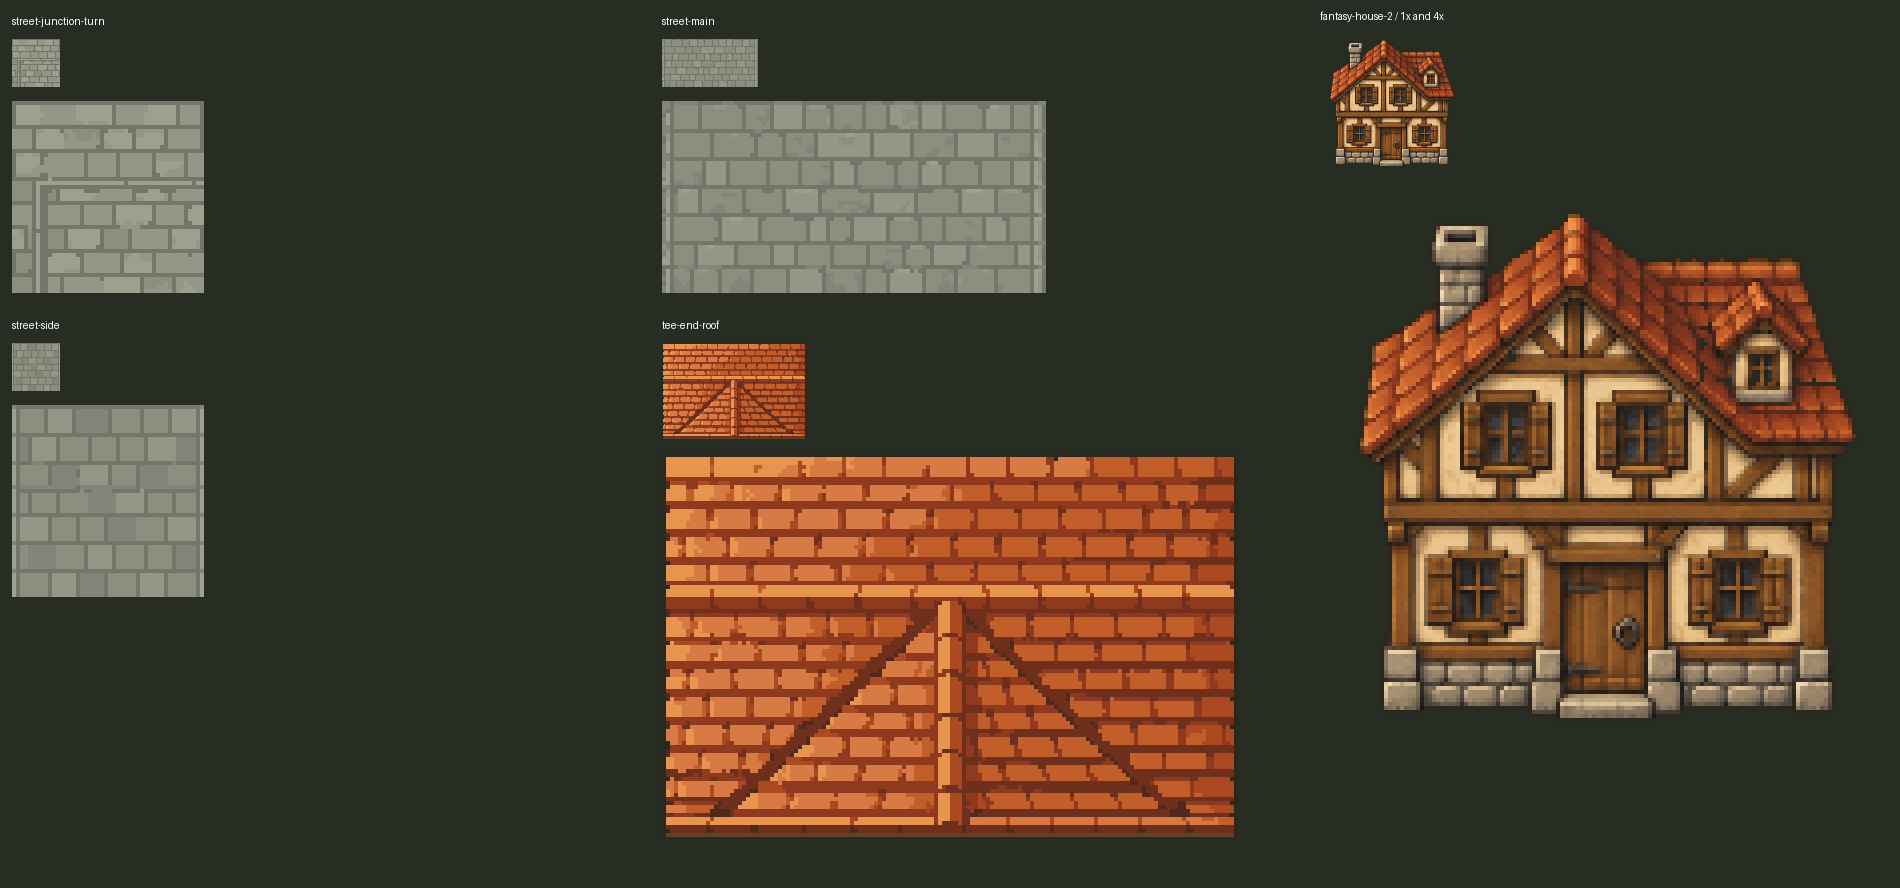 street-junction-turn
street-main
fantasy-house-2 / 1x and 4x
street-side
tee-end-roof